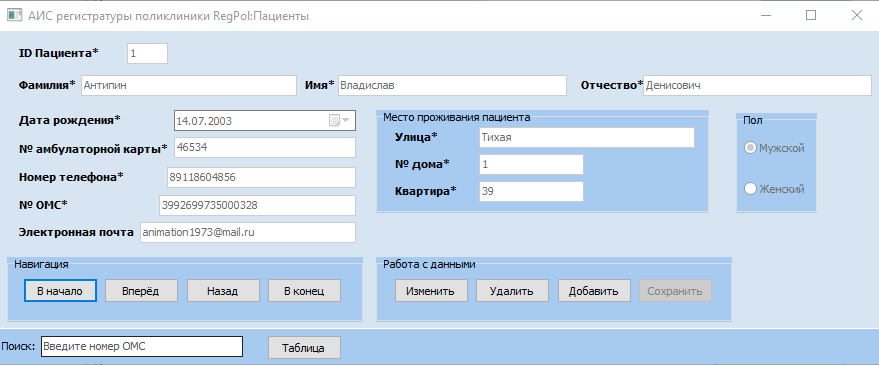 АИС регистратуры поликлиники RegPol:Пациенты
ID Пациента* 1
Фамилия* Антипин Имя* Владислав Отчество* Денисович
Дата рождения* 14.07.2003
№ амбулаторной карты* 46534
Номер телефона* 89118604856
№ ОМС* 3992699735000328
Электронная почта animation1973@mail.ru
Место проживания пациента
Улица* Тихая
№ дома* 1
Квартира* 39
Пол
Мужской
Женский
Навигация
В начало Вперёд Назад В конец
Работа с данными
Изменить Удалить Добавить Сохранить
Поиск: Введите номер ОМС Таблица